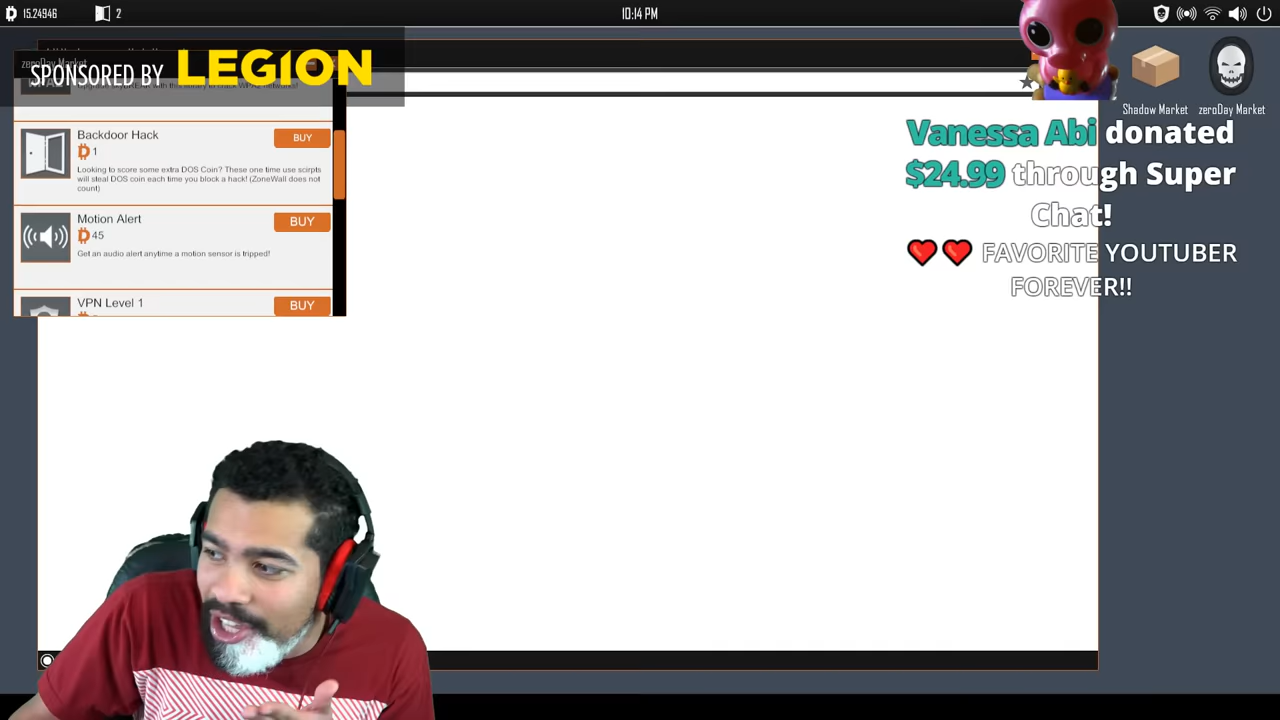 15.24946
2
10:14 PM
zeroDay Market
SPONSORED BY LEGION
Backdoor Hack
BUY
1
Looking to score some extra DOS Coin? These one time use scirpts
will steal DOS coin each time you block a hack! (ZoneWall does not
count)
Motion Alert
BUY
45
Get an audio alert anytime a motion sensor is tripped!
VPN Level 1
BUY
Shadow Market
zeroDay Market
Vanessa Abi donated
$24.99 through Super
Chat!
❤️❤️ FAVORITE YOUTUBER
FOREVER!!